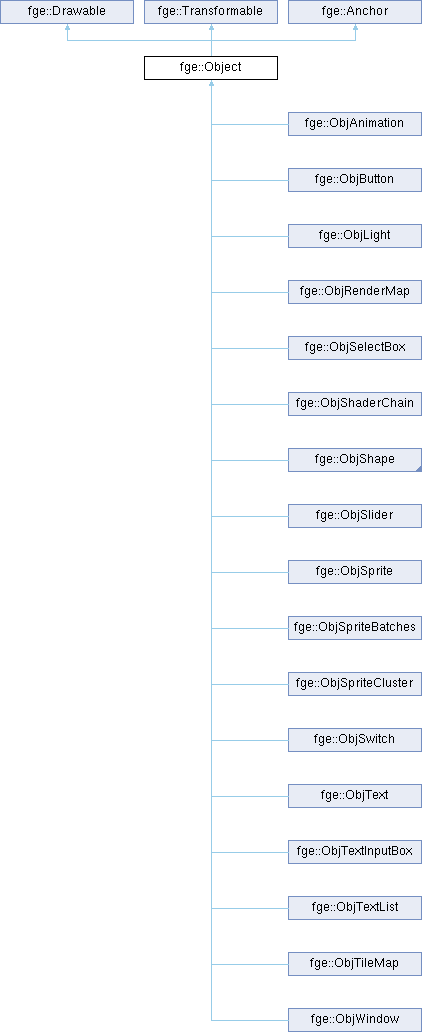 fge::Drawable
fge::Transformable
fge::Anchor
fge::Object
fge::ObjAnimation
fge::ObjButton
fge::ObjLight
fge::ObjRenderMap
fge::ObjSelectBox
fge::ObjShaderChain
fge::ObjShape
fge::ObjSlider
fge::ObjSprite
fge::ObjSpriteBatches
fge::ObjSpriteCluster
fge::ObjSwitch
fge::ObjText
fge::ObjTextInputBox
fge::ObjTextList
fge::ObjTileMap
fge::ObjWindow